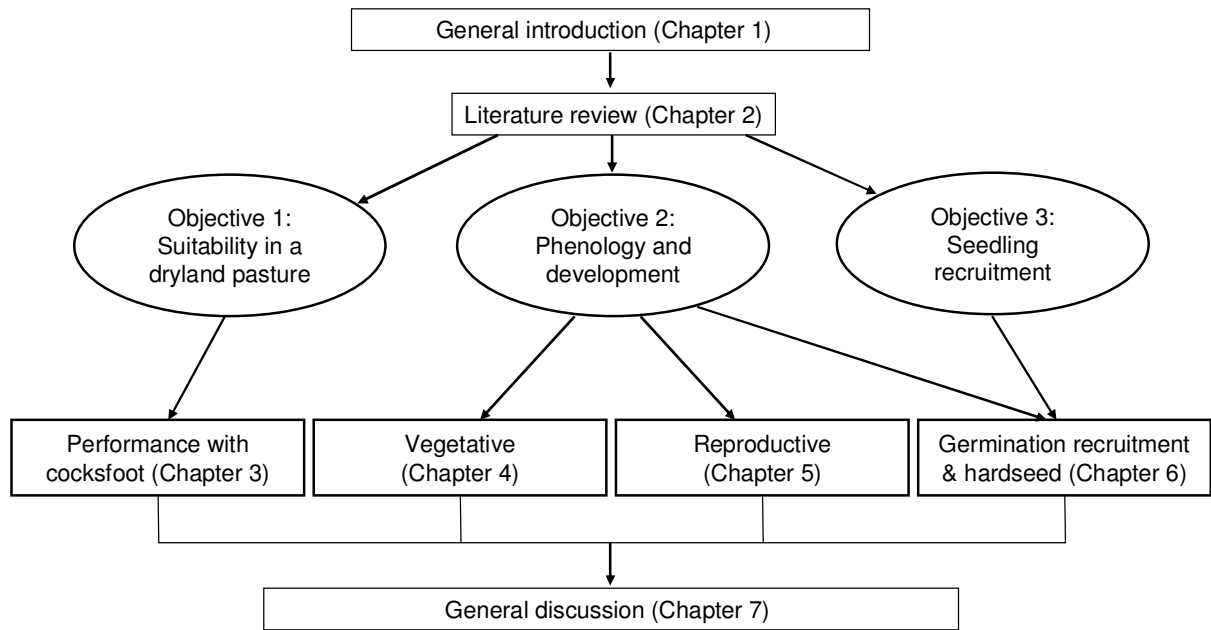 General introduction (Chapter 1)
Literature review (Chapter 2)
Objective 1:
Suitability in a
dryland pasture
Objective 2:
Phenology and
development
Objective 3:
Seedling
recruitment
Performance with
cocksfoot (Chapter 3)
Vegetative
(Chapter 4)
Reproductive
(Chapter 5)
Germination recruitment
& hardseed (Chapter 6)
General discussion (Chapter 7)